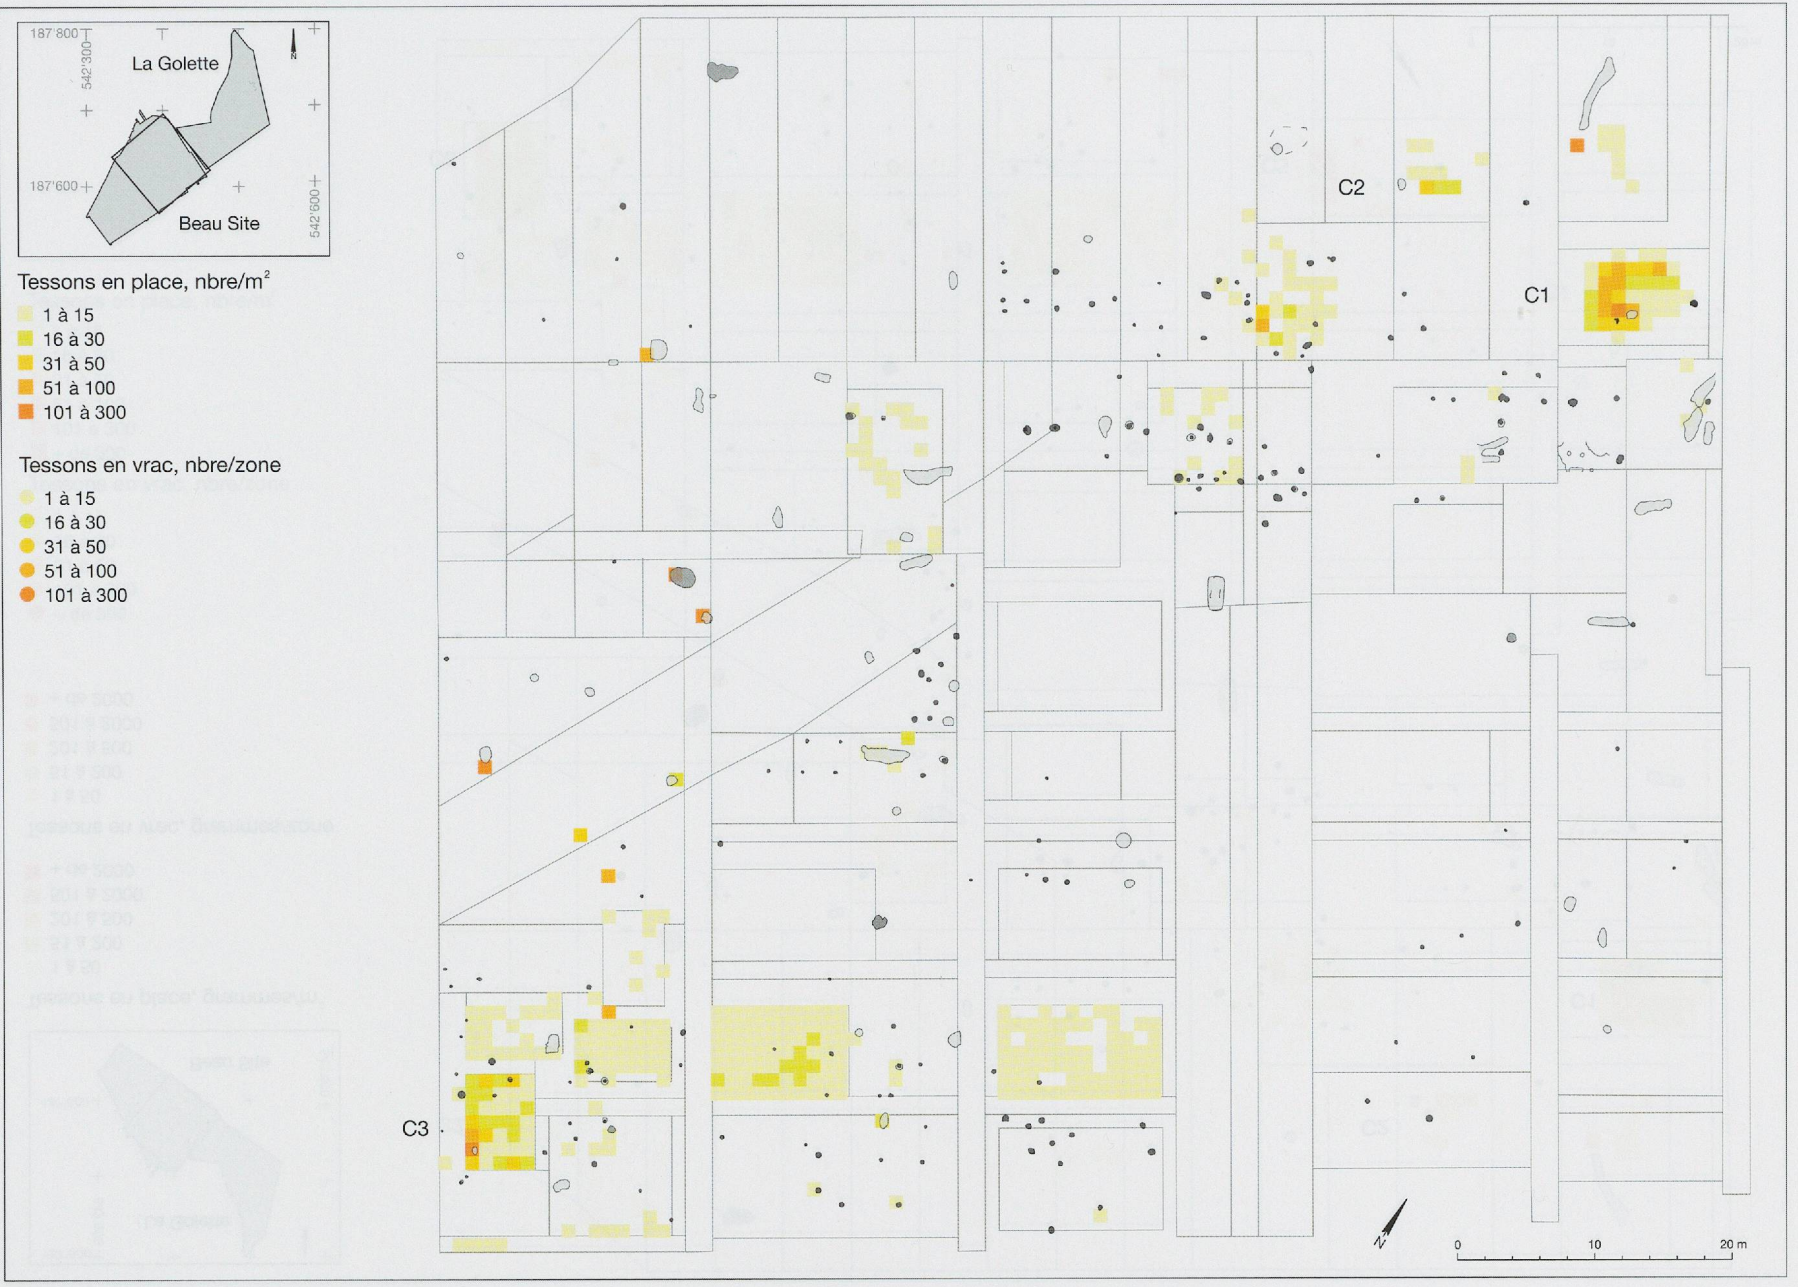 187'800
542'300
La Golette
N
187'600
Beau Site
542'600
Tessons en place, nbre/m²
1 à 15
16 à 30
31 à 50
51 à 100
101 à 300
Tessons en vrac, nbre/zone
1 à 15
16 à 30
31 à 50
51 à 100
101 à 300
C2
C1
C3
N
0 10 20 m